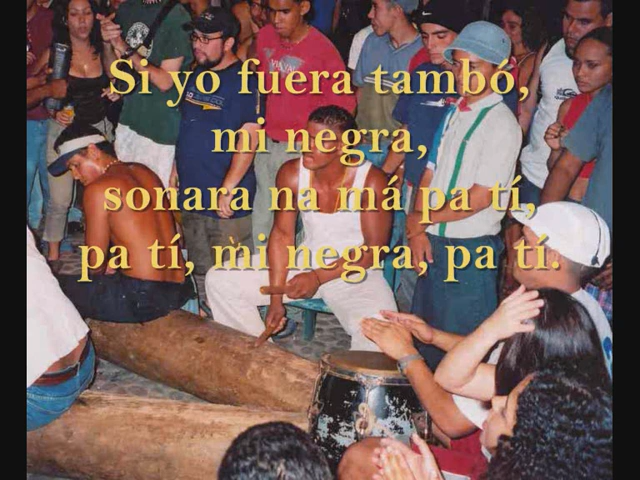 Si yo fuera tambó,
mi negra,
sonara na má pa tí,
pa tí, mi negra, pa tí.